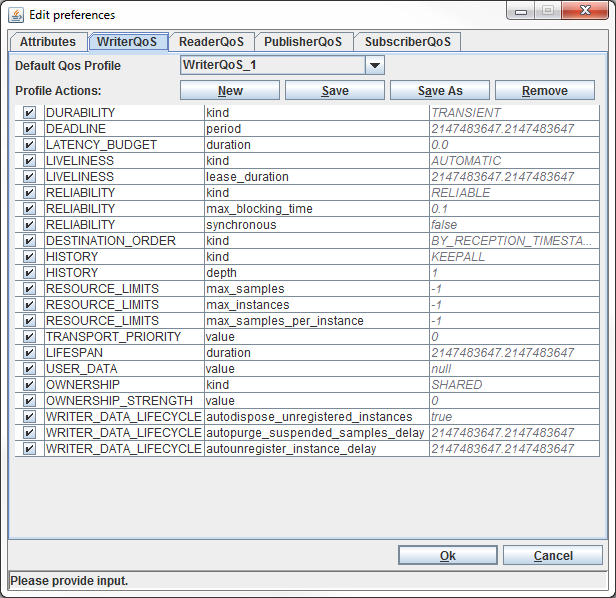 Edit preferences
Attributes WriterQoS ReaderQoS PublisherQoS SubscriberQoS
Default Qos Profile WriterQoS_1
Profile Actions: New Save Save As Remove
DURABILITY kind TRANSIENT
DEADLINE period 2147483647.2147483647
LATENCY_BUDGET duration 0.0
LIVELINESS kind AUTOMATIC
LIVELINESS lease_duration 2147483647.2147483647
RELIABILITY kind RELIABLE
RELIABILITY max_blocking_time 0.1
RELIABILITY synchronous false
DESTINATION_ORDER kind BY_RECEPTION_TIMESTA...
HISTORY kind KEEPALL
HISTORY depth 1
RESOURCE_LIMITS max_samples -1
RESOURCE_LIMITS max_instances -1
RESOURCE_LIMITS max_samples_per_instance -1
TRANSPORT_PRIORITY value 0
LIFESPAN duration 2147483647.2147483647
USER_DATA value null
OWNERSHIP kind SHARED
OWNERSHIP_STRENGTH value 0
WRITER_DATA_LIFECYCLE autodispose_unregistered_instances true
WRITER_DATA_LIFECYCLE autopurge_suspended_samples_delay 2147483647.2147483647
WRITER_DATA_LIFECYCLE autounregister_instance_delay 2147483647.2147483647
Ok Cancel
Please provide input.